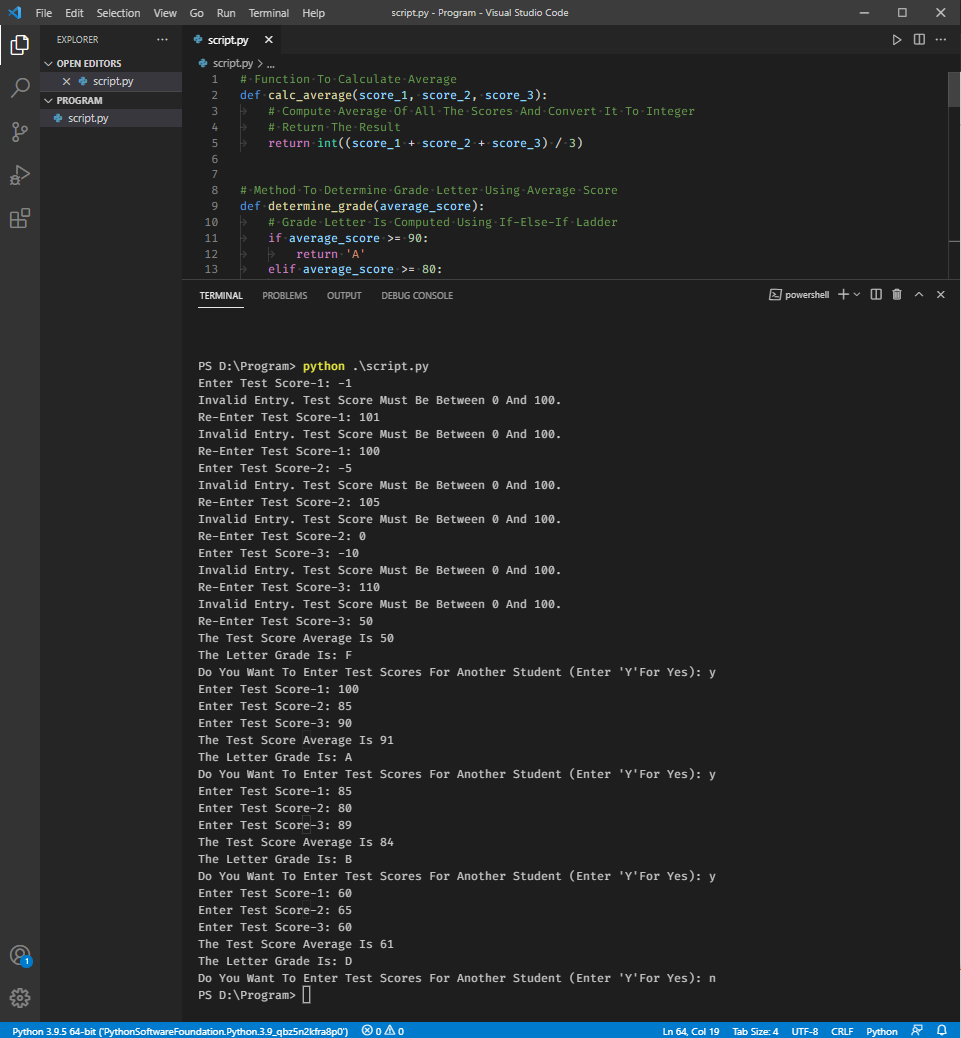 File Edit Selection View Go Run Terminal Help script.py - Program - Visual Studio Code
EXPLORER
OPEN EDITORS
script.py
PROGRAM
script.py
script.py
script.py > ...
1 # Function To Calculate Average
2 def calc_average(score_1, score_2, score_3):
3 # Compute Average Of All The Scores And Convert It To Integer
4 # Return The Result
5 return int((score_1 + score_2 + score_3) / 3)
6
7
8 # Method To Determine Grade Letter Using Average Score
9 def determine_grade(average_score):
10 # Grade Letter Is Computed Using If-Else-If Ladder
11 if average_score >= 90:
12 return 'A'
13 elif average_score >= 80:
TERMINAL PROBLEMS OUTPUT DEBUG CONSOLE powershell
PS D:\Program> python .\script.py
Enter Test Score-1: -1
Invalid Entry. Test Score Must Be Between 0 And 100.
Re-Enter Test Score-1: 101
Invalid Entry. Test Score Must Be Between 0 And 100.
Re-Enter Test Score-1: 100
Enter Test Score-2: -5
Invalid Entry. Test Score Must Be Between 0 And 100.
Re-Enter Test Score-2: 105
Invalid Entry. Test Score Must Be Between 0 And 100.
Re-Enter Test Score-2: 0
Enter Test Score-3: -10
Invalid Entry. Test Score Must Be Between 0 And 100.
Re-Enter Test Score-3: 110
Invalid Entry. Test Score Must Be Between 0 And 100.
Re-Enter Test Score-3: 50
The Test Score Average Is 50
The Letter Grade Is: F
Do You Want To Enter Test Scores For Another Student (Enter 'Y'For Yes): y
Enter Test Score-1: 100
Enter Test Score-2: 85
Enter Test Score-3: 90
The Test Score Average Is 91
The Letter Grade Is: A
Do You Want To Enter Test Scores For Another Student (Enter 'Y'For Yes): y
Enter Test Score-1: 85
Enter Test Score-2: 80
Enter Test Score-3: 89
The Test Score Average Is 84
The Letter Grade Is: B
Do You Want To Enter Test Scores For Another Student (Enter 'Y'For Yes): y
Enter Test Score-1: 60
Enter Test Score-2: 65
Enter Test Score-3: 60
The Test Score Average Is 61
The Letter Grade Is: D
Do You Want To Enter Test Scores For Another Student (Enter 'Y'For Yes): n
PS D:\Program>
1
Python 3.9.5 64-bit ('PythonSoftwareFoundation.Python.3.9_qbz5n2kfra8p0') 0 0 Ln 64, Col 19 Tab Size: 4 UTF-8 CRLF Python